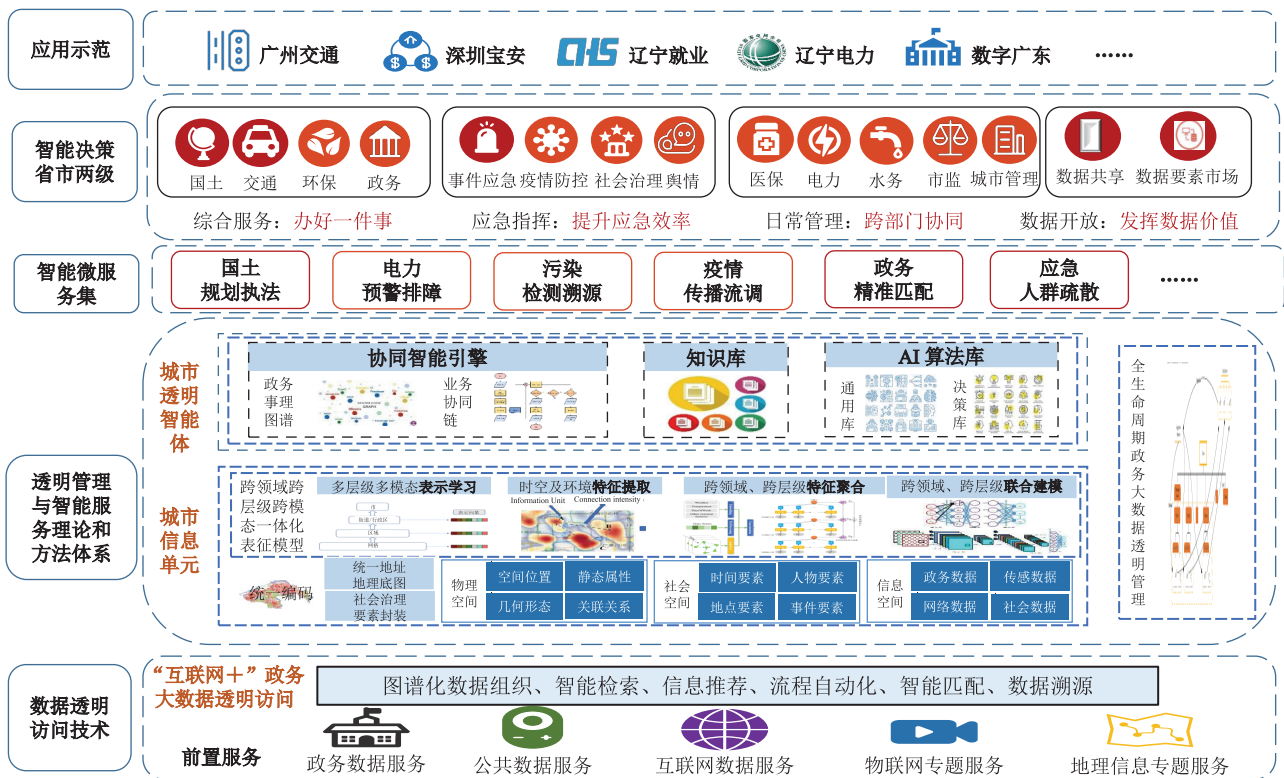 应用示范
广州交通
深圳宝安
CHS
辽宁就业
辽宁电力
数字广东
……
智能决策
省市两级
国土
交通
环保
政务
事件应急
疫情防控
社会治理
舆情
医保
电力
水务
市监
城市管理
数据共享
数据要素市场
综合服务：办好一件事
应急指挥：提升应急效率
日常管理：跨部门协同
数据开放：发挥数据价值
智能微服
务集
国土
规划执法
电力
预警排障
污染
检测溯源
疫情
传播流调
政务
精准匹配
应急
人群疏散
……
透明管理
与智能服
务理论和
方法体系
城市
透明
智能
体
协同智能引擎
政务
事理
图谱
业务
协同
链
知识库
AI 算法库
通用库
决策库
城市
信息
单元
跨领域跨
层级跨模
态一体化
表征模型
多层级多模态表示学习
市
街道/行政区
区域
网格
时空及环境特征提取
Information Unit
Connection intensity
跨领域、跨层级特征聚合
跨领域、跨层级联合建模
统一编码
统一地址
地理底图
社会治理
要素封装
物理
空间
空间位置
静态属性
几何形态
关联关系
社会
空间
时间要素
人物要素
地点要素
事件要素
信息
空间
政务数据
传感数据
网络数据
社会数据
全生命周期政务大数据透明管理
数据透明
访问技术
“互联网＋”政务
大数据透明访问
图谱化数据组织、智能检索、信息推荐、流程自动化、智能匹配、数据溯源
前置服务
政务数据服务
公共数据服务
互联网数据服务
物联网专题服务
地理信息专题服务